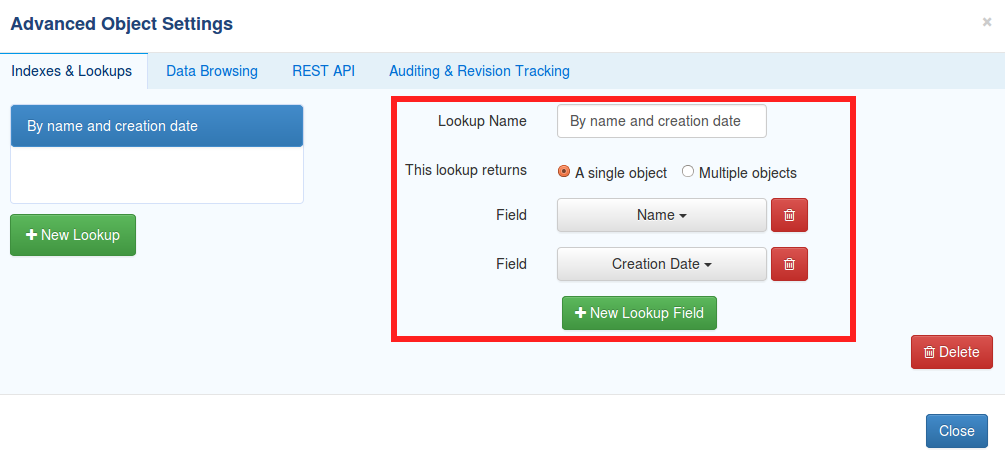 Advanced Object Settings
×
Indexes & Lookups Data Browsing REST API Auditing & Revision Tracking
By name and creation date
+ New Lookup
Lookup Name By name and creation date
This lookup returns A single object Multiple objects
Field Name
Field Creation Date
+ New Lookup Field
Delete
Close